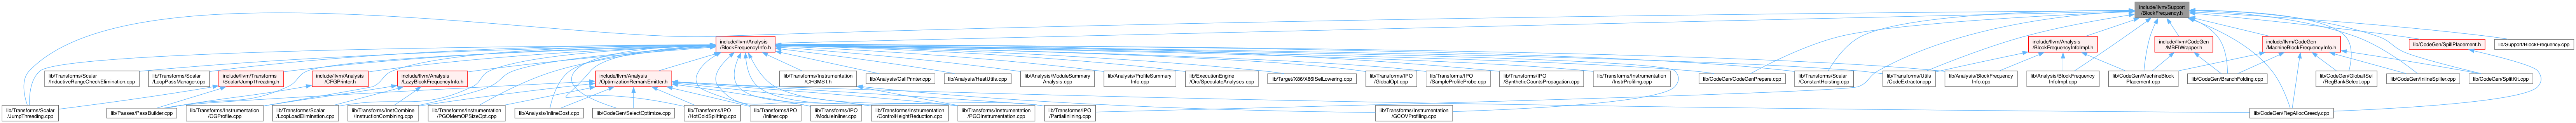 include/llvm/Support
/BlockFrequency.h
include/llvm/Analysis
/BlockFrequencyInfo.h
include/llvm/Analysis
/BlockFrequencyInfoImpl.h
include/llvm/CodeGen
/MBFIWrapper.h
include/llvm/CodeGen
/MachineBlockFrequencyInfo.h
lib/CodeGen/SpillPlacement.h
lib/Support/BlockFrequency.cpp
lib/Transforms/Scalar
/InductiveRangeCheckElimination.cpp
lib/Transforms/Scalar
/LoopPassManager.cpp
include/llvm/Transforms
/Scalar/JumpThreading.h
include/llvm/Analysis
/CFGPrinter.h
include/llvm/Analysis
/LazyBlockFrequencyInfo.h
include/llvm/Analysis
/OptimizationRemarkEmitter.h
lib/Transforms/Instrumentation
/CFGMST.h
lib/Analysis/CallPrinter.cpp
lib/Analysis/HeatUtils.cpp
lib/Analysis/ModuleSummary
Analysis.cpp
lib/Analysis/ProfileSummary
Info.cpp
lib/ExecutionEngine
/Orc/SpeculateAnalyses.cpp
lib/Target/X86/X86ISelLowering.cpp
lib/Transforms/IPO
/GlobalOpt.cpp
lib/Transforms/IPO
/SampleProfileProbe.cpp
lib/Transforms/IPO
/SyntheticCountsPropagation.cpp
lib/Transforms/Instrumentation
/InstrProfiling.cpp
lib/CodeGen/CodeGenPrepare.cpp
lib/Transforms/Scalar
/ConstantHoisting.cpp
lib/Transforms/Utils
/CodeExtractor.cpp
lib/Analysis/BlockFrequency
Info.cpp
lib/Analysis/BlockFrequency
InfoImpl.cpp
lib/CodeGen/MachineBlock
Placement.cpp
lib/CodeGen/BranchFolding.cpp
lib/CodeGen/GlobalISel
/RegBankSelect.cpp
lib/CodeGen/InlineSpiller.cpp
lib/CodeGen/SplitKit.cpp
lib/Transforms/Scalar
/JumpThreading.cpp
lib/Passes/PassBuilder.cpp
lib/Transforms/Instrumentation
/CGProfile.cpp
lib/Transforms/Scalar
/LoopLoadElimination.cpp
lib/Transforms/InstCombine
/InstructionCombining.cpp
lib/Transforms/Instrumentation
/PGOMemOPSizeOpt.cpp
lib/Analysis/InlineCost.cpp
lib/CodeGen/SelectOptimize.cpp
lib/Transforms/IPO
/HotColdSplitting.cpp
lib/Transforms/IPO
/Inliner.cpp
lib/Transforms/IPO
/ModuleInliner.cpp
lib/Transforms/Instrumentation
/ControlHeightReduction.cpp
lib/Transforms/Instrumentation
/PGOInstrumentation.cpp
lib/Transforms/IPO
/PartialInlining.cpp
lib/Transforms/Instrumentation
/GCOVProfiling.cpp
lib/CodeGen/RegAllocGreedy.cpp